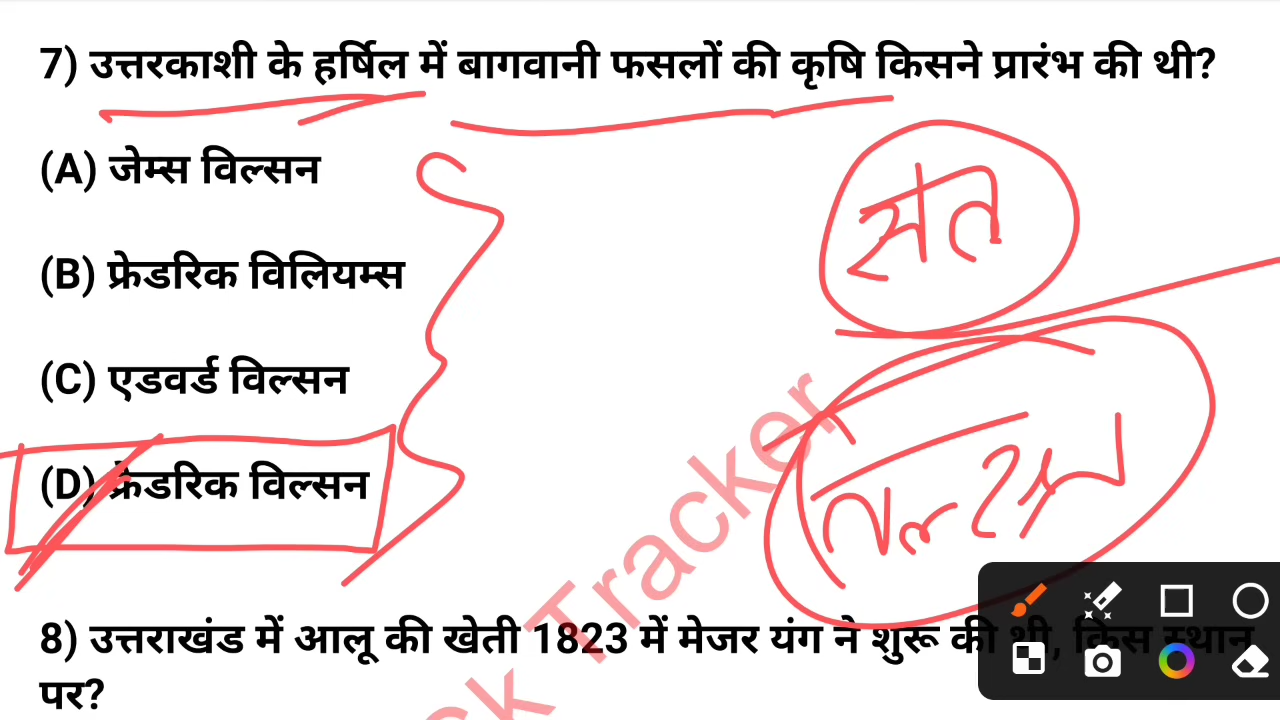 7) उत्तरकाशी के हर्षिल में बागवानी फसलों की कृषि किसने प्रारंभ की थी?
(A) जेम्स विल्सन
(B) फ्रेडरिक विलियम्स
(C) एडवर्ड विल्सन
(D) फ्रेडरिक विल्सन
8) उत्तराखंड में आलू की खेती 1823 में मेजर यंग ने शुरू की थी, किस स्थान
पर?
Tracker